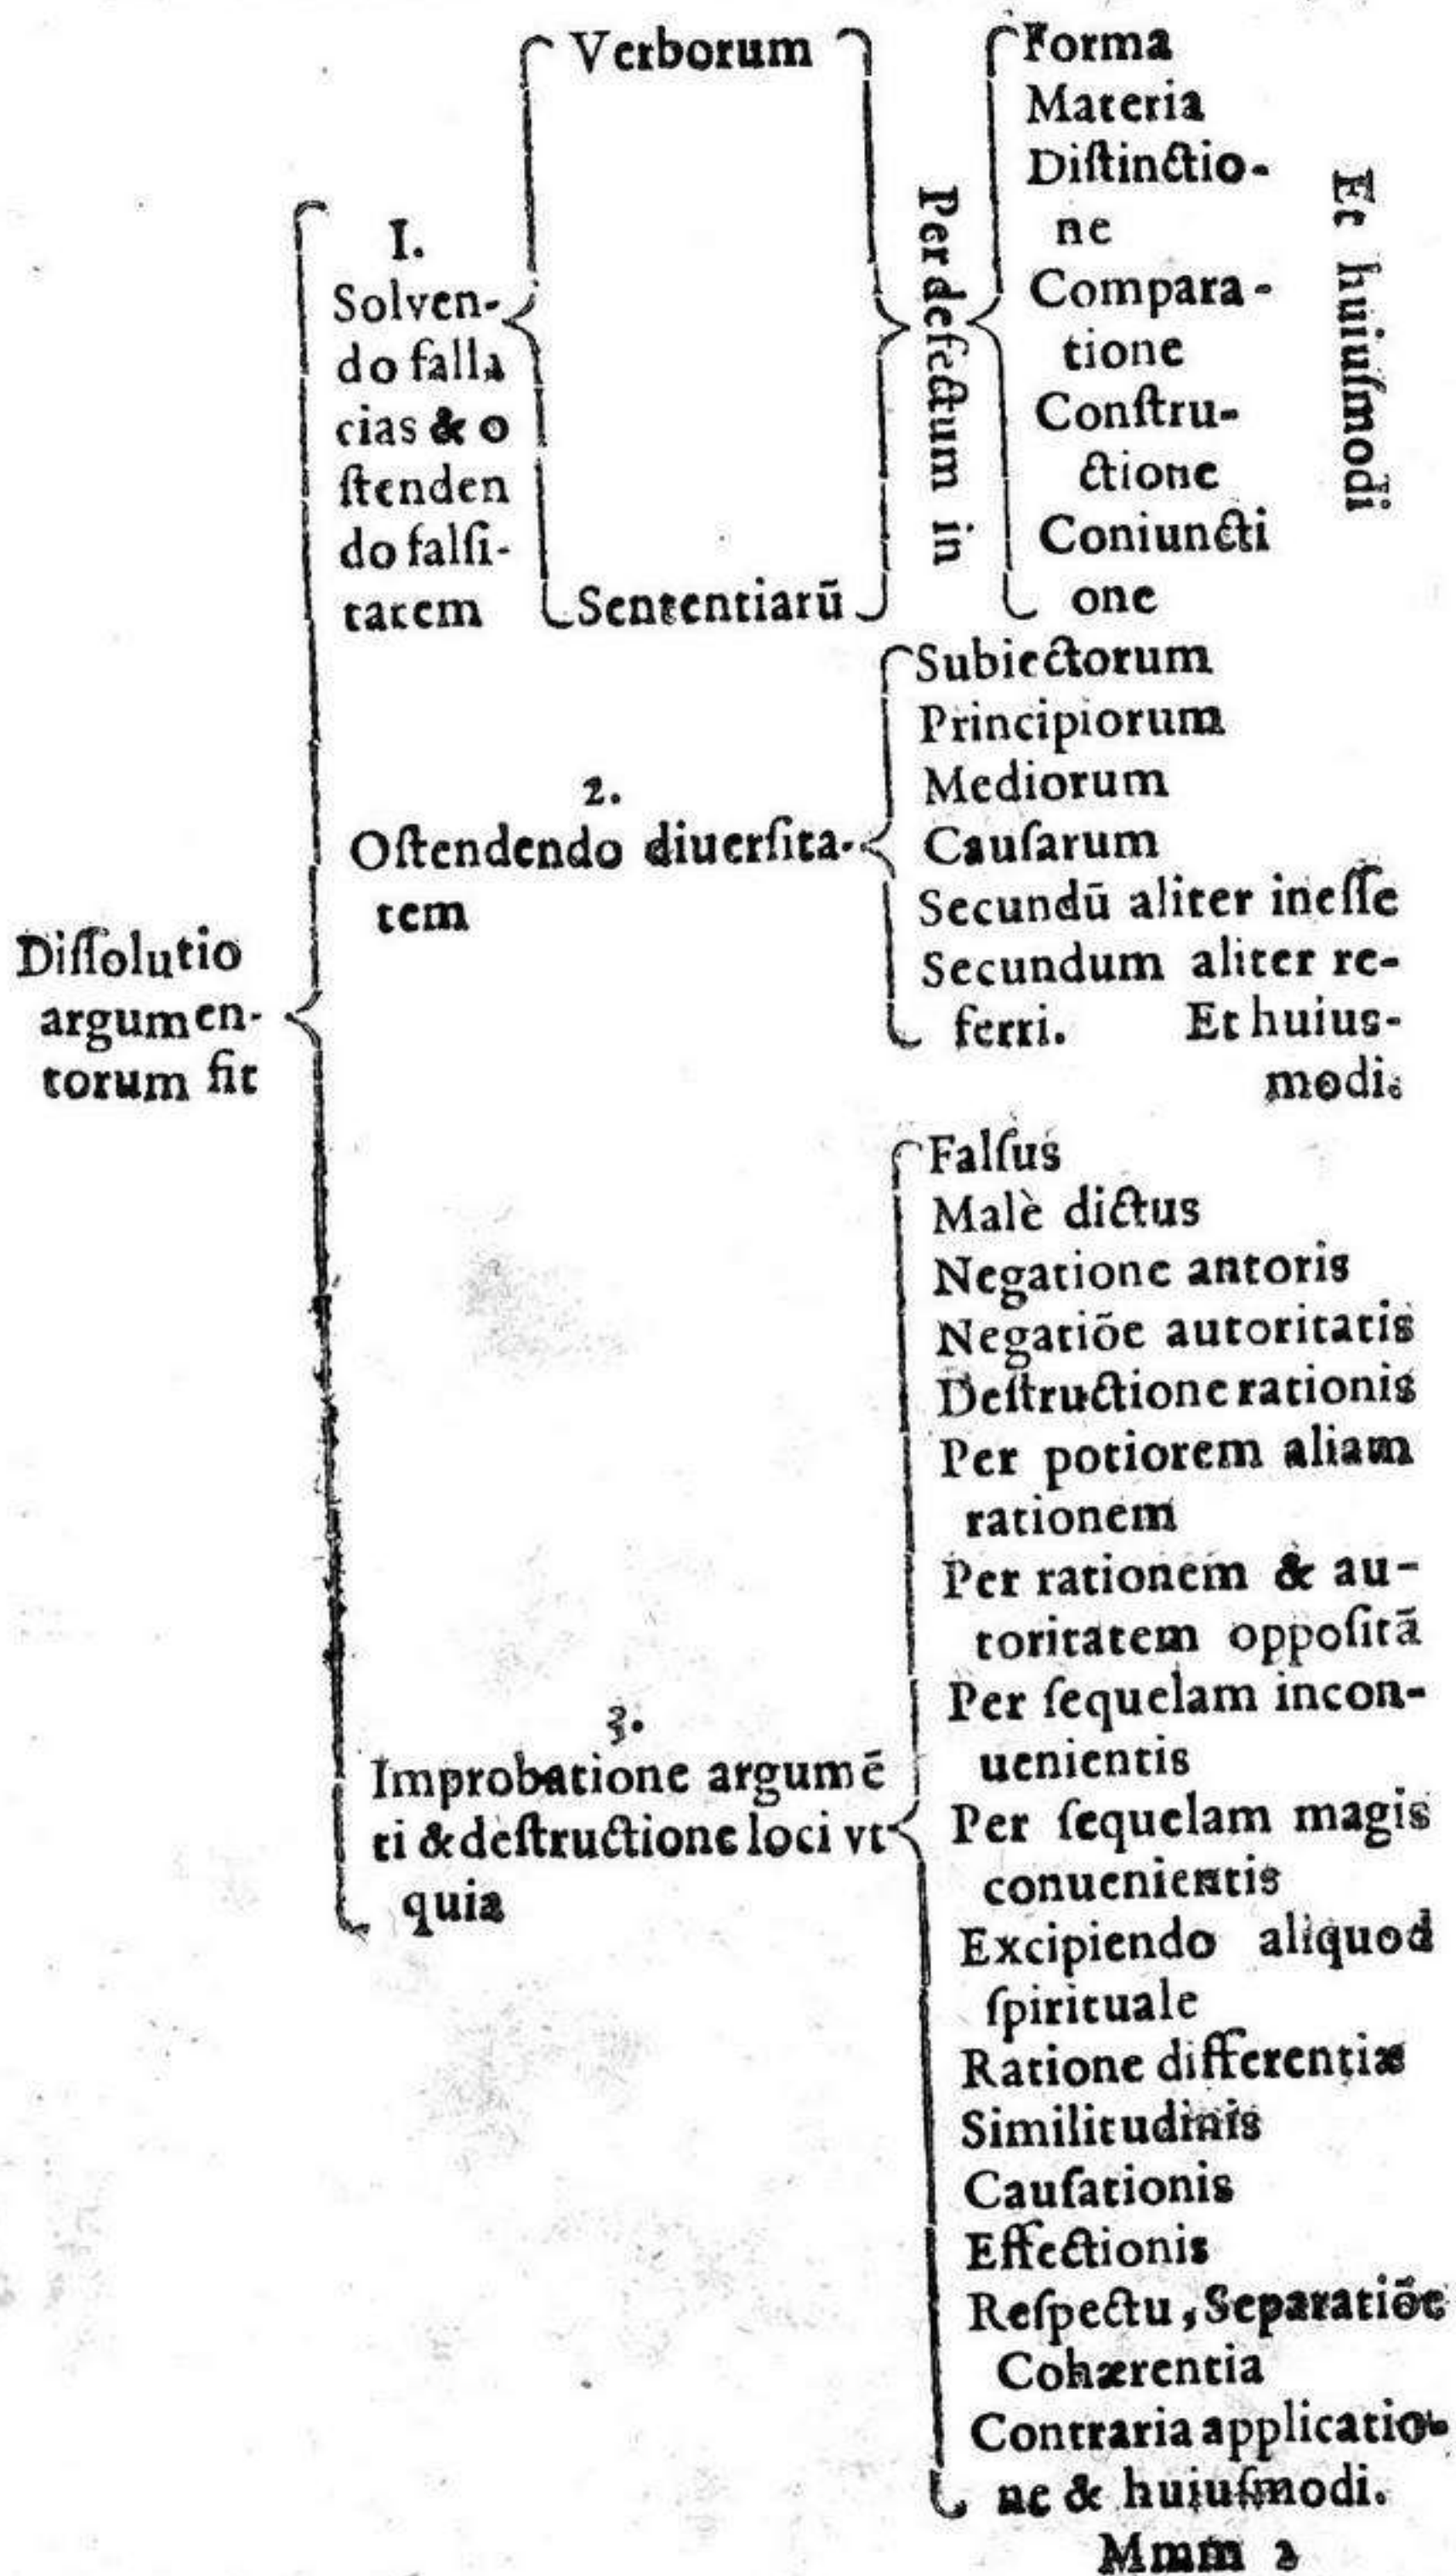 Dissolutio
argumen-
torum fit
I.
Solven-
do falla
cias & o
ſtenden
do falſi-
tatem
Verborum
Sententiarū
Per defectum in
Forma
Materia
Diſtinctio-
ne
Compara-
tione
Conſtru-
ctione
Coniuncti
one
Et huiuſmodi
2.
Oſtendendo diuerſita-
tem
Subiectorum
Principiorum
Mediorum
Cauſarum
Secundū aliter ineſſe
Secundum aliter re-
ferri. Et huius-
modi.
3.
Improbatione argumē
ti & deſtructione loci vt
quia
Falſus
Malè dictus
Negatione antoris
Negatiōe autoritatis
Deſtructione rationis
Per potiorem aliam
rationem
Per rationem & au-
toritatem oppoſitā
Per ſequelam incon-
uenientis
Per ſequelam magis
conuenientis
Excipiendo aliquod
ſpirituale
Ratione differentiæ
Similitudinis
Cauſationis
Effectionis
Reſpectu, Separatiōe
Cohærentia
Contraria applicatio-
ne & huiuſmodi.
Mmm 2